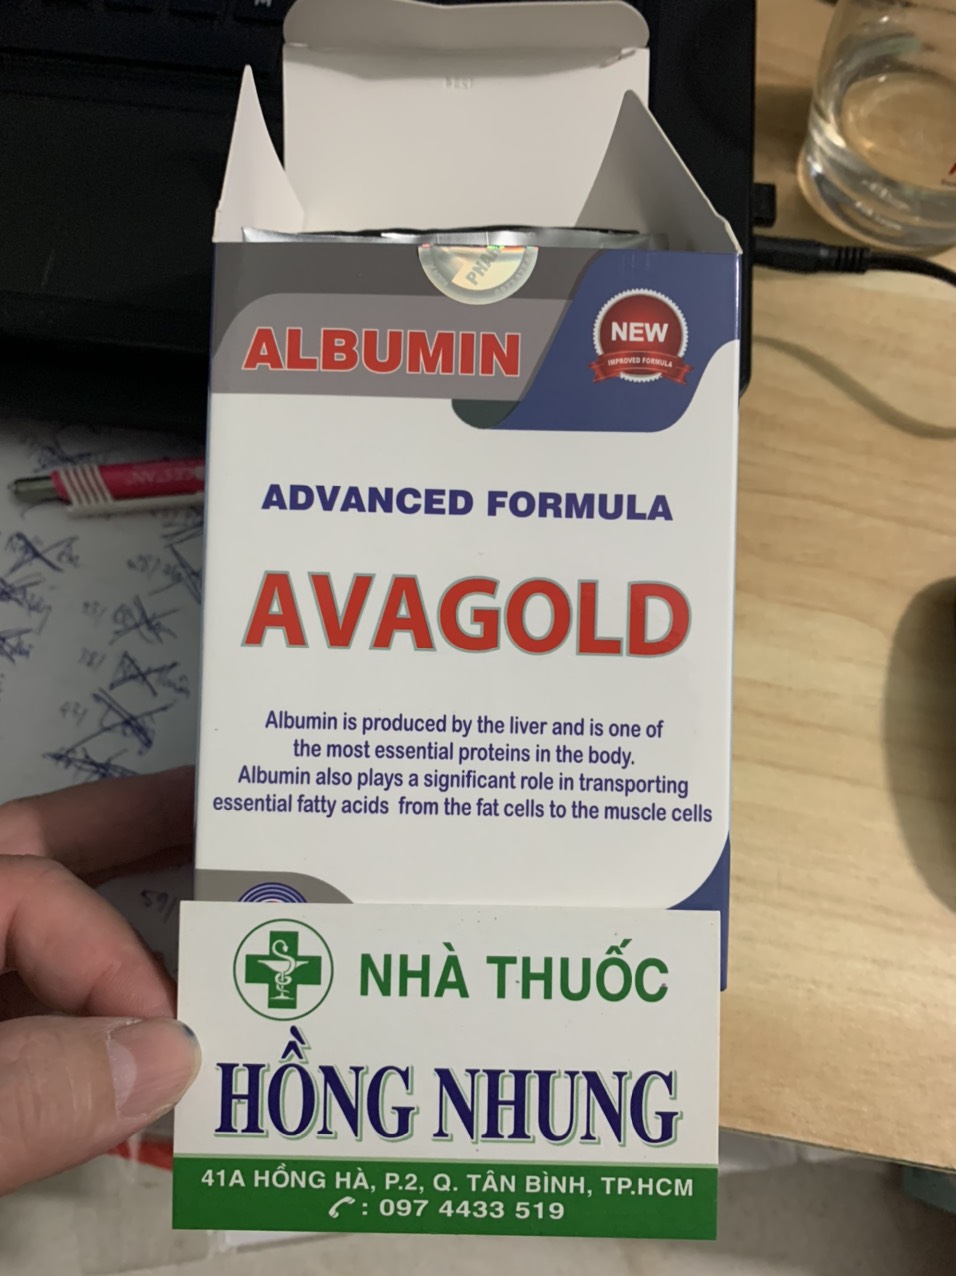 PHAN
ALBUMIN
NEW
IMPROVED FORMULA
ADVANCED FORMULA
AVAGOLD
Albumin is produced by the liver and is one of
the most essential proteins in the body.
Albumin also plays a significant role in transporting
essential fatty acids from the fat cells to the muscle cells
NHÀ THUỐC
HỒNG NHUNG
41A HỒNG HÀ, P.2, Q. TÂN BÌNH, TP.HCM
: 097 4433 519